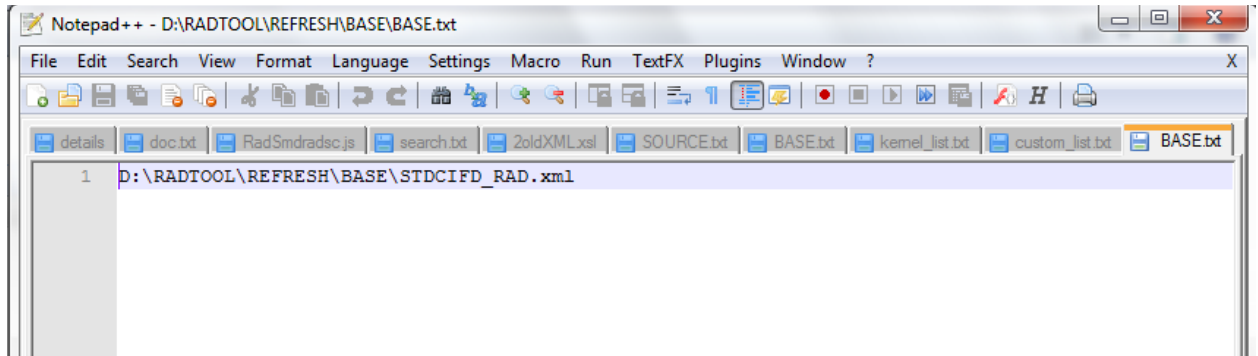 Notepad++ - D:\RADTOOL\REFRESH\BASE\BASE.txt
File Edit Search View Format Language Settings Macro Run TextFX Plugins Window ? X
details doc.txt RadSmdradsc.js search.txt 2oldXML.xsl SOURCE.txt BASE.txt kernel_list.txt custom_list.txt BASE.txt
1 D:\RADTOOL\REFRESH\BASE\STDCIFD_RAD.xml